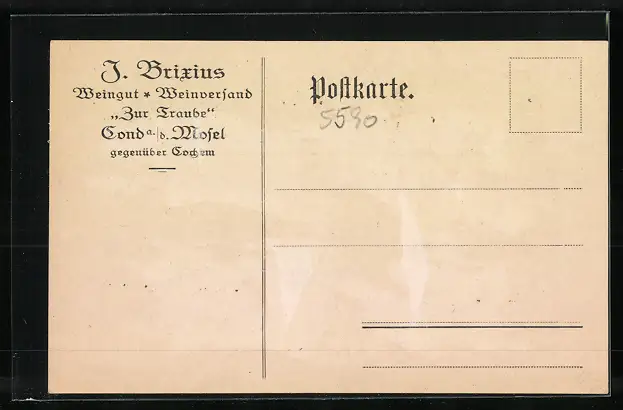 J. Brixius
Weingut * Weinversand
„Zur Traube“
Cond a./d. Mosel
gegenüber Cochem
Postkarte.
5590